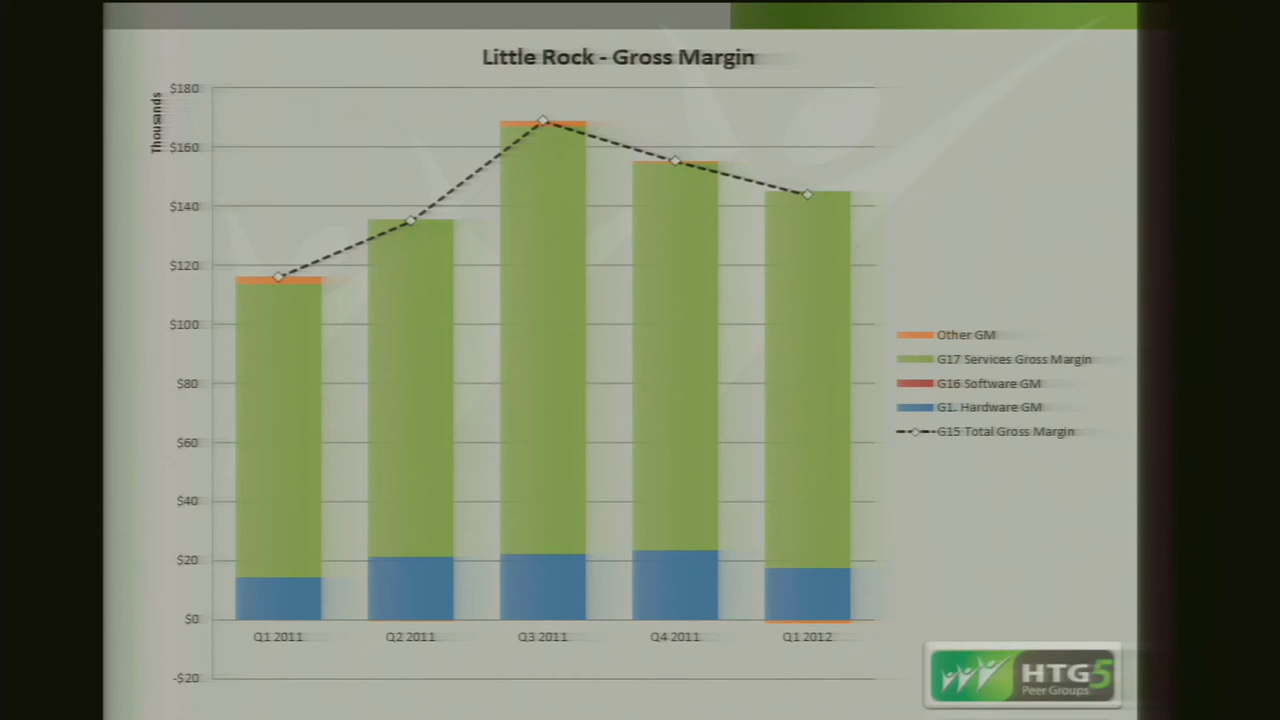 Little Rock - Gross Margin
Thousands
$180
$160
$140
$120
$100
$80
$60
$40
$20
$0
-$20
Q1 2011
Q2 2011
Q3 2011
Q4 2011
Q1 2012
Other GM
G17 Services Gross Margin
G16 Software GM
G1. Hardware GM
G15 Total Gross Margin
HTG5
Peer Groups